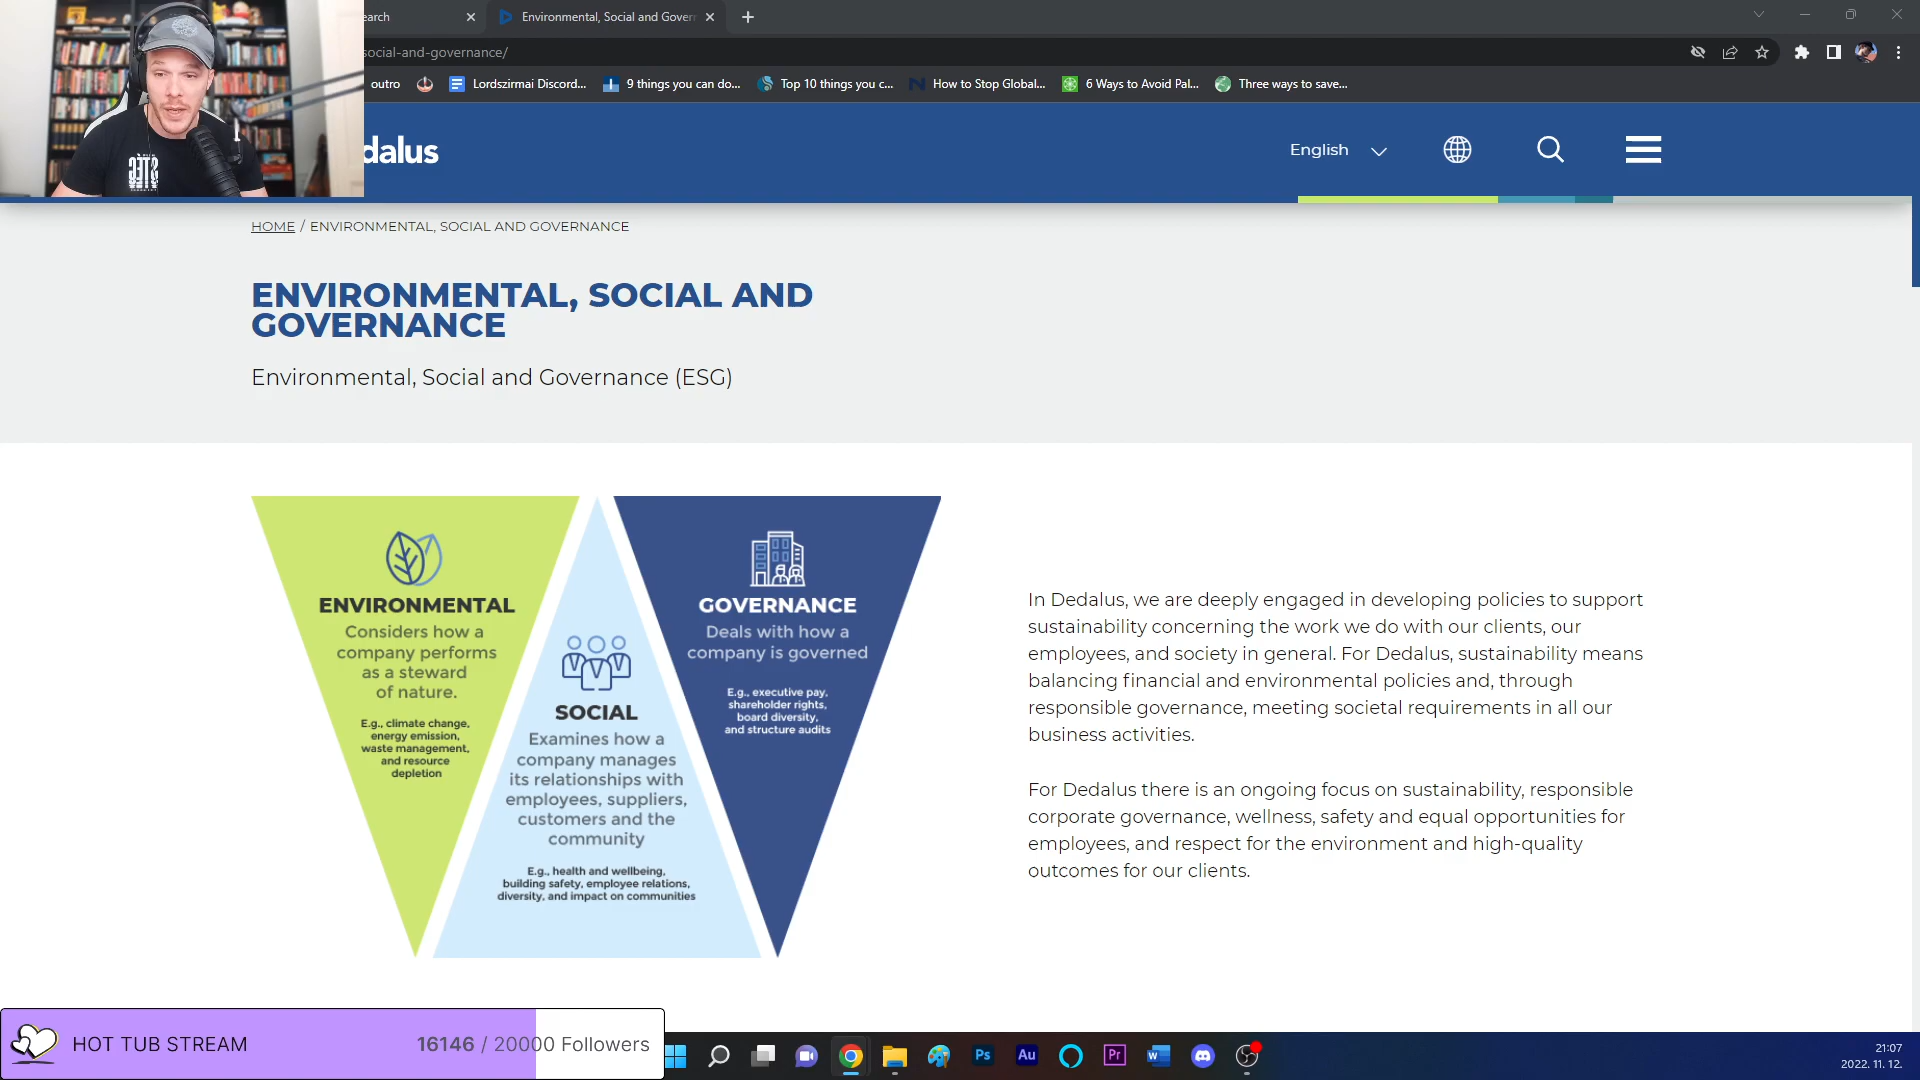 earch
Environmental, Social and Gover
social-and-governance/
outro
Lordszirmai Discord...
9 things you can do...
Top 10 things you c...
How to Stop Global...
6 Ways to Avoid Pal...
Three ways to save...
dalus
English
HOME / ENVIRONMENTAL, SOCIAL AND GOVERNANCE
ENVIRONMENTAL, SOCIAL AND
GOVERNANCE
Environmental, Social and Governance (ESG)
ENVIRONMENTAL
Considers how a
company performs
as a steward
of nature.
E.g., climate change,
energy emission,
waste management,
and resource
depletion
SOCIAL
Examines how a
company manages
its relationships with
employees, suppliers,
customers and the
community
E.g., health and wellbeing,
building safety, employee relations,
diversity, and impact on communities
GOVERNANCE
Deals with how a
company is governed
E.g., executive pay,
shareholder rights,
board diversity,
and structure audits
In Dedalus, we are deeply engaged in developing policies to support
sustainability concerning the work we do with our clients, our
employees, and society in general. For Dedalus, sustainability means
balancing financial and environmental policies and, through
responsible governance, meeting societal requirements in all our
business activities.
For Dedalus there is an ongoing focus on sustainability, responsible
corporate governance, wellness, safety and equal opportunities for
employees, and respect for the environment and high-quality
outcomes for our clients.
HOT TUB STREAM
16146 / 20000 Followers
Ps
Au
Pr
W
21:07
2022. 11. 12.